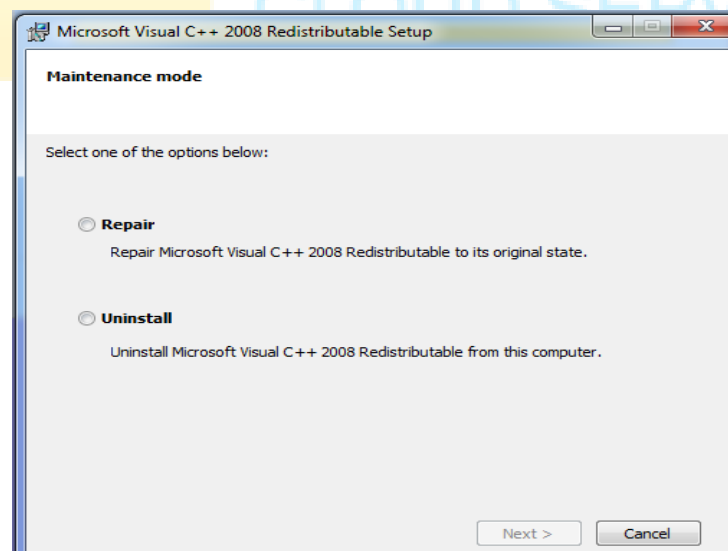 Microsoft Visual C++ 2008 Redistributable Setup
Maintenance mode
Select one of the options below:
Repair
Repair Microsoft Visual C++ 2008 Redistributable to its original state.
Uninstall
Uninstall Microsoft Visual C++ 2008 Redistributable from this computer.
Next >
Cancel